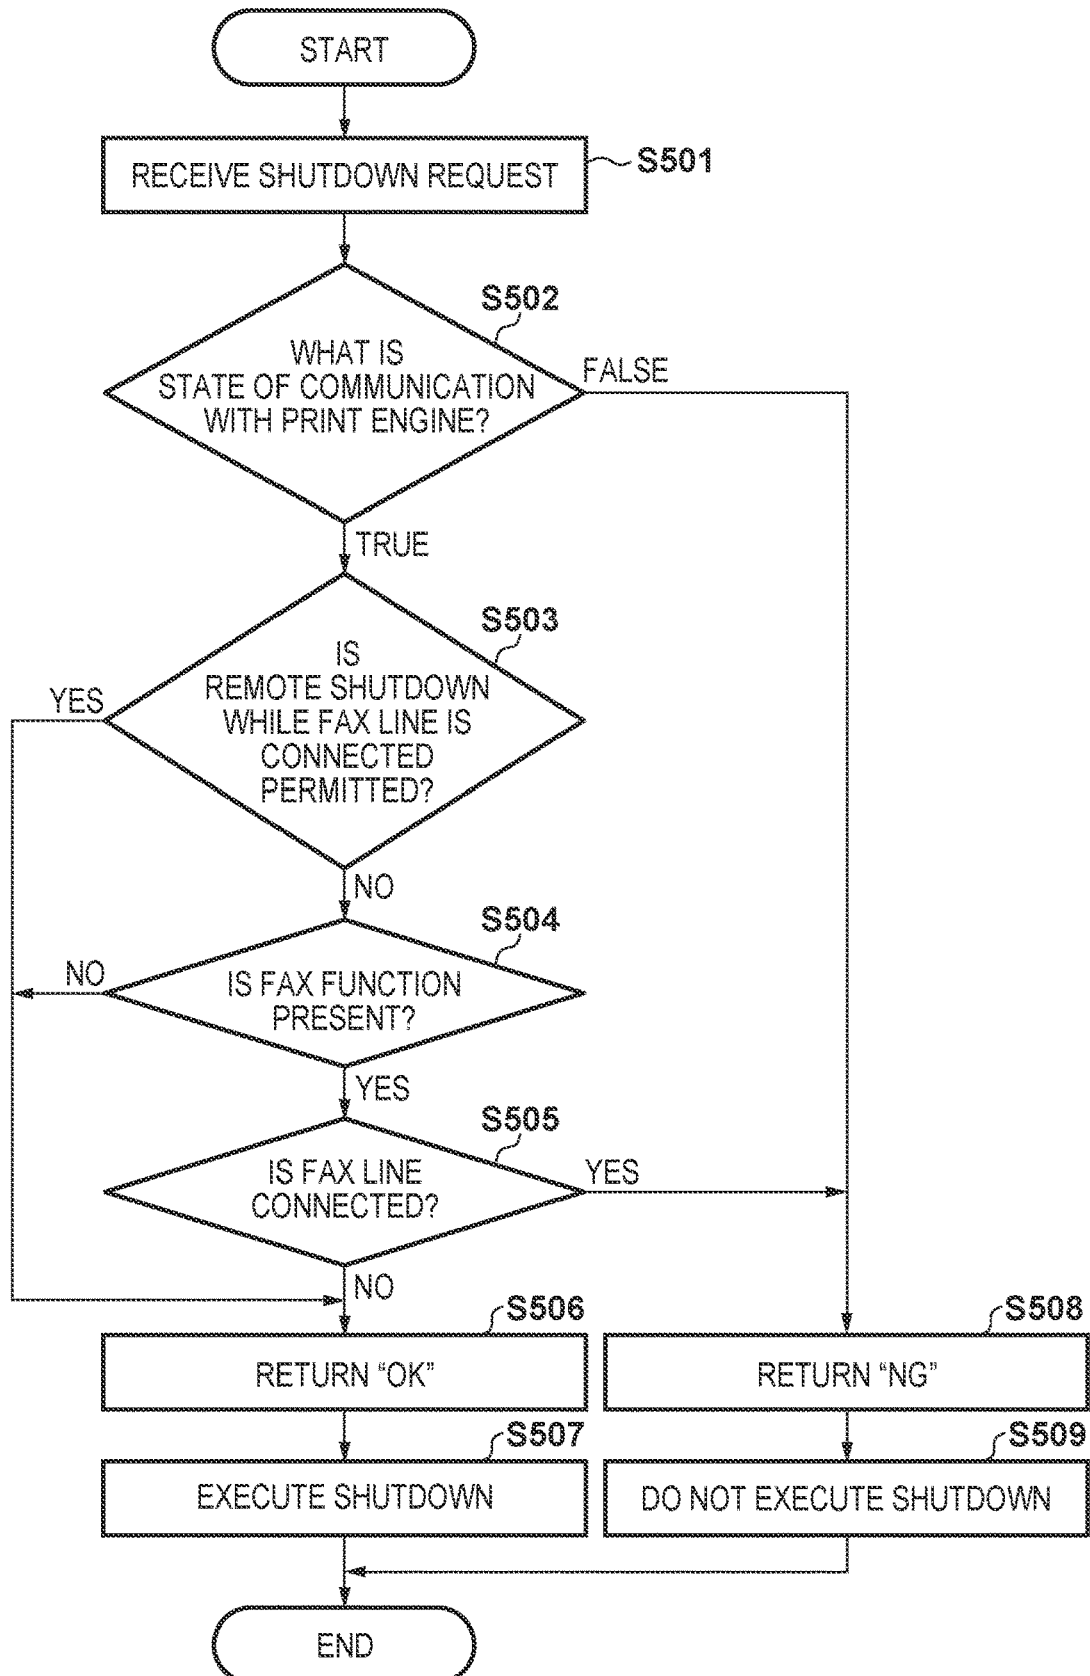 START
RECEIVE SHUTDOWN REQUEST
S501
S502
WHAT IS
STATE OF COMMUNICATION
WITH PRINT ENGINE?
FALSE
TRUE
S503
IS
REMOTE SHUTDOWN
WHILE FAX LINE IS
CONNECTED
PERMITTED?
YES
NO
S504
IS FAX FUNCTION
PRESENT?
NO
YES
S505
IS FAX LINE
CONNECTED?
YES
NO
S506
RETURN “OK”
S508
RETURN “NG”
S507
EXECUTE SHUTDOWN
S509
DO NOT EXECUTE SHUTDOWN
END